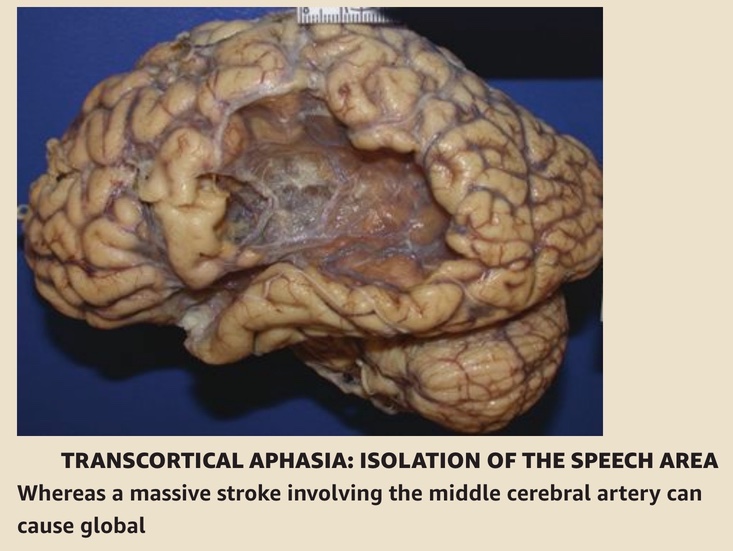 TRANSCORTICAL APHASIA: ISOLATION OF THE SPEECH AREA
Whereas a massive stroke involving the middle cerebral artery can
cause global